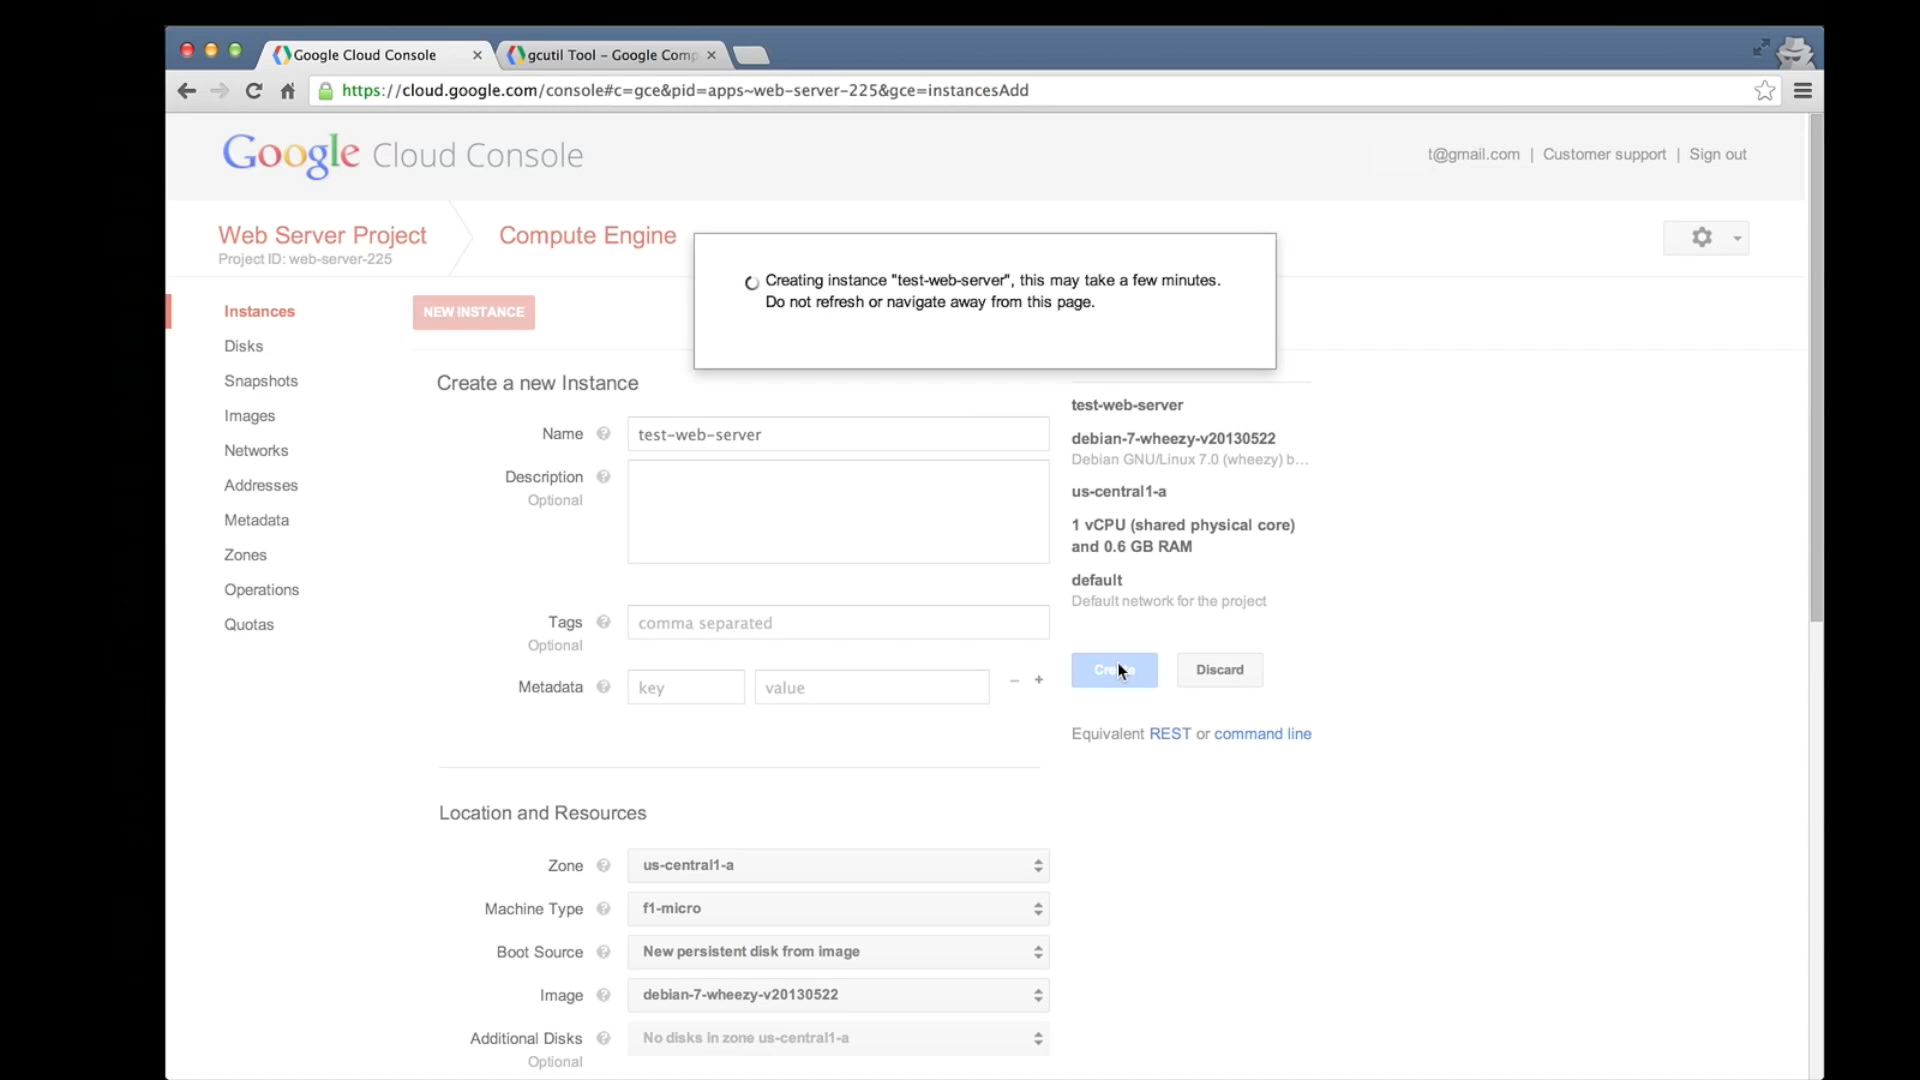 Google Cloud Console
gcutil Tool – Google Comp
https://cloud.google.com/console#c=gce&pid=apps~web-server-225&gce=instancesAdd
Google Cloud Console
t@gmail.com | Customer support | Sign out
Web Server Project
Project ID: web-server-225
Compute Engine
Creating instance "test-web-server", this may take a few minutes.
Do not refresh or navigate away from this page.
Instances
Disks
Snapshots
Images
Networks
Addresses
Metadata
Zones
Operations
Quotas
NEW INSTANCE
Create a new Instance
Name ? test-web-server
Description ?
Optional
Tags ? comma separated
Optional
Metadata ? key value − +
Location and Resources
Zone ? us-central1-a
Machine Type ? f1-micro
Boot Source ? New persistent disk from image
Image ? debian-7-wheezy-v20130522
Additional Disks ? No disks in zone us-central1-a
Optional
test-web-server
debian-7-wheezy-v20130522
Debian GNU/Linux 7.0 (wheezy) b...
us-central1-a
1 vCPU (shared physical core)
and 0.6 GB RAM
default
Default network for the project
Discard
Equivalent REST or command line